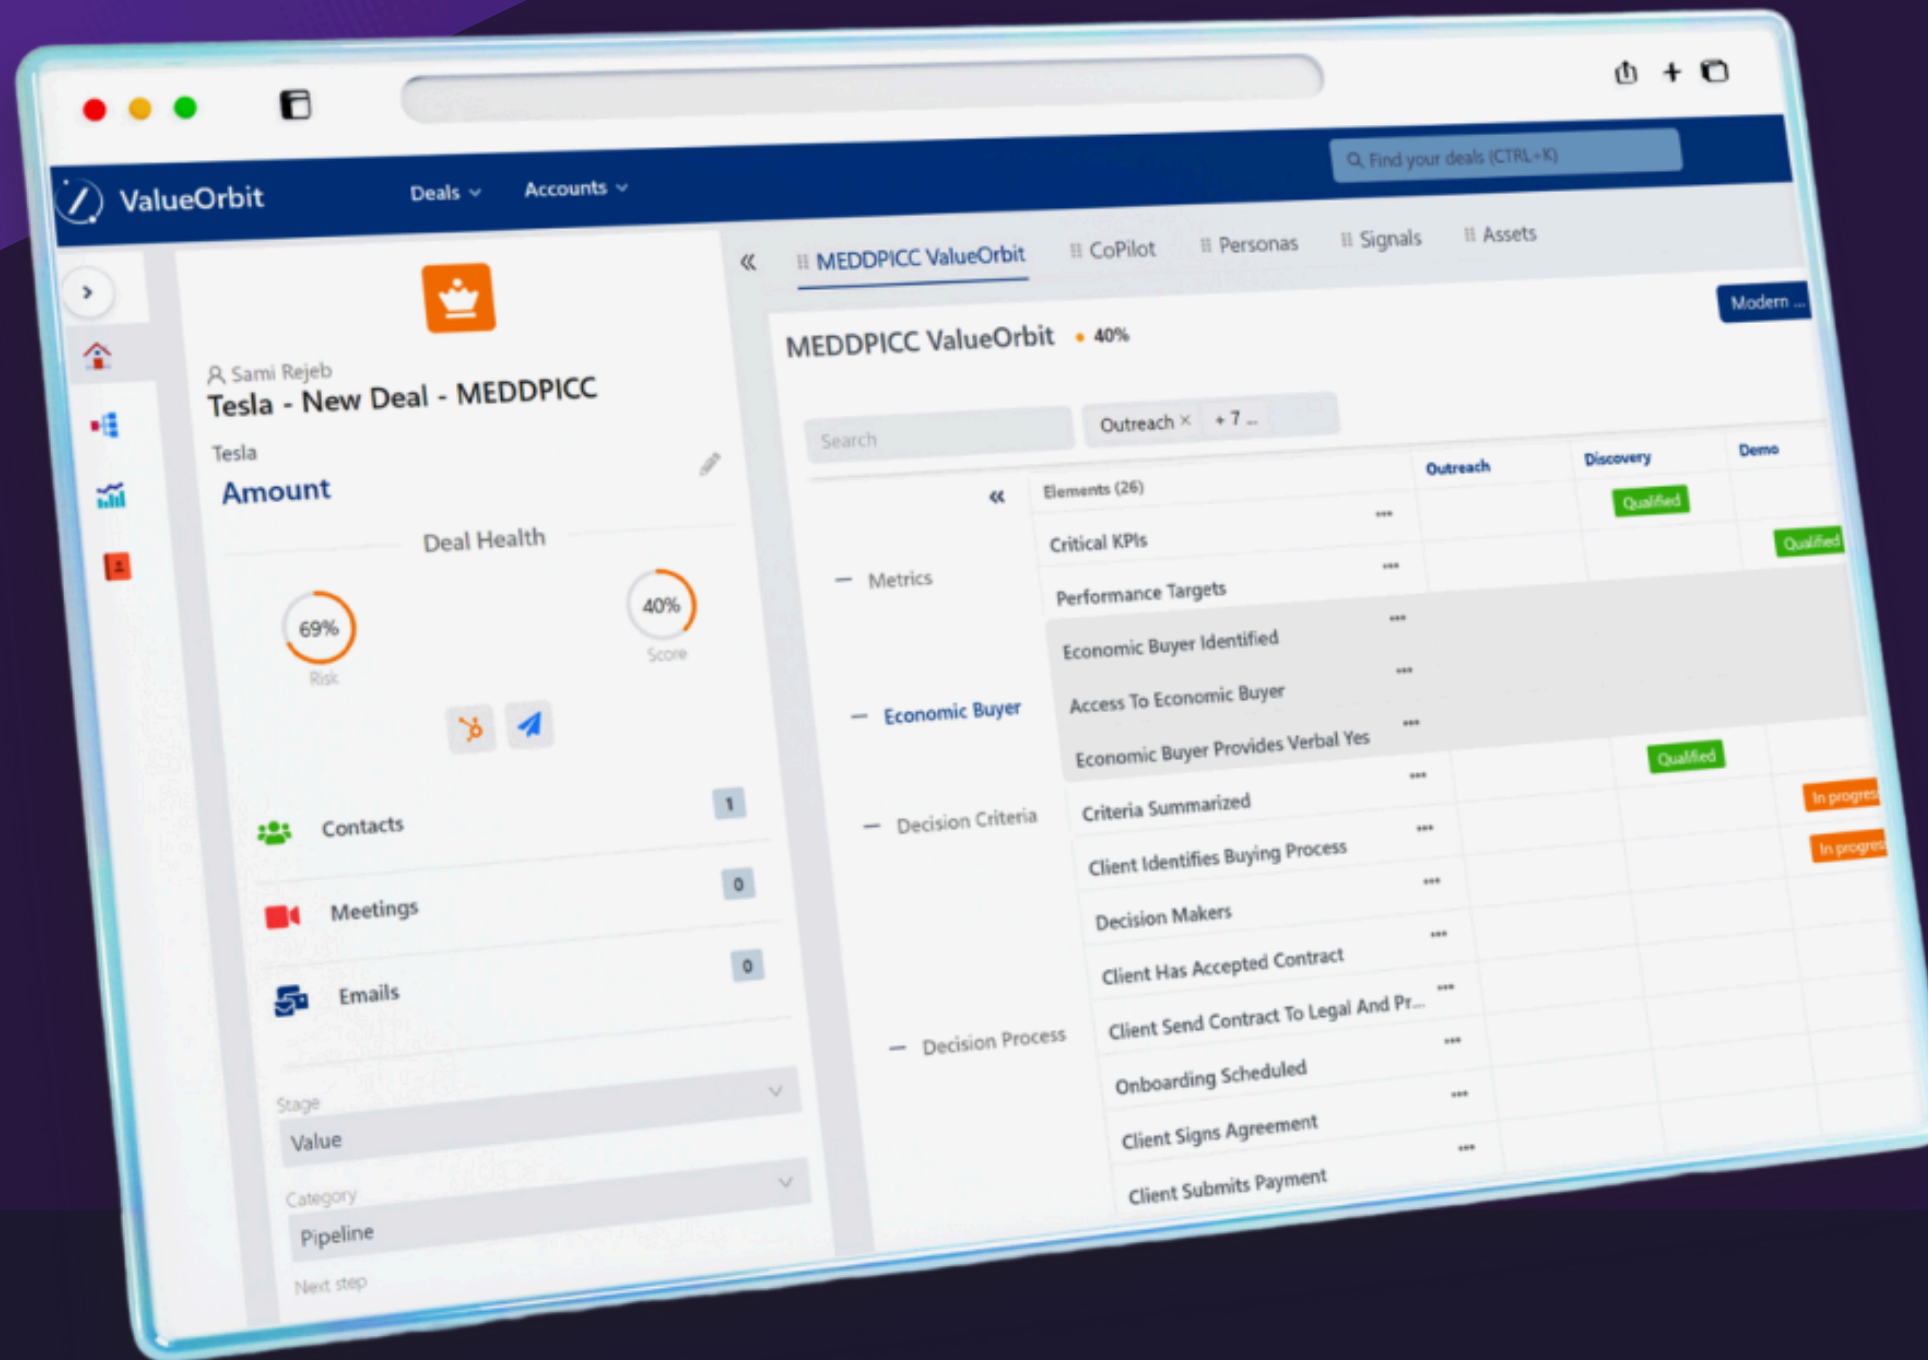 ValueOrbit
Deals
Accounts
Find your deals (CTRL+K)
Sami Rejeb
Tesla - New Deal - MEDDPICC
Tesla
Amount
Deal Health
69%
Risk
40%
Score
Contacts
1
Meetings
0
Emails
0
Stage
Value
Category
Pipeline
Next step
MEDDPICC ValueOrbit
CoPilot
Personas
Signals
Assets
MEDDPICC ValueOrbit • 40%
Modern ...
Search
Outreach × + 7 ...
Elements (26)
Outreach
Discovery
Demo
Metrics
Critical KPIs
Qualified
Performance Targets
Qualified
Economic Buyer
Economic Buyer Identified
Access To Economic Buyer
Economic Buyer Provides Verbal Yes
Decision Criteria
Criteria Summarized
Qualified
Decision Process
Client Identifies Buying Process
In progres
Decision Makers
In progres
Client Has Accepted Contract
Client Send Contract To Legal And Pr...
Onboarding Scheduled
Client Signs Agreement
Client Submits Payment